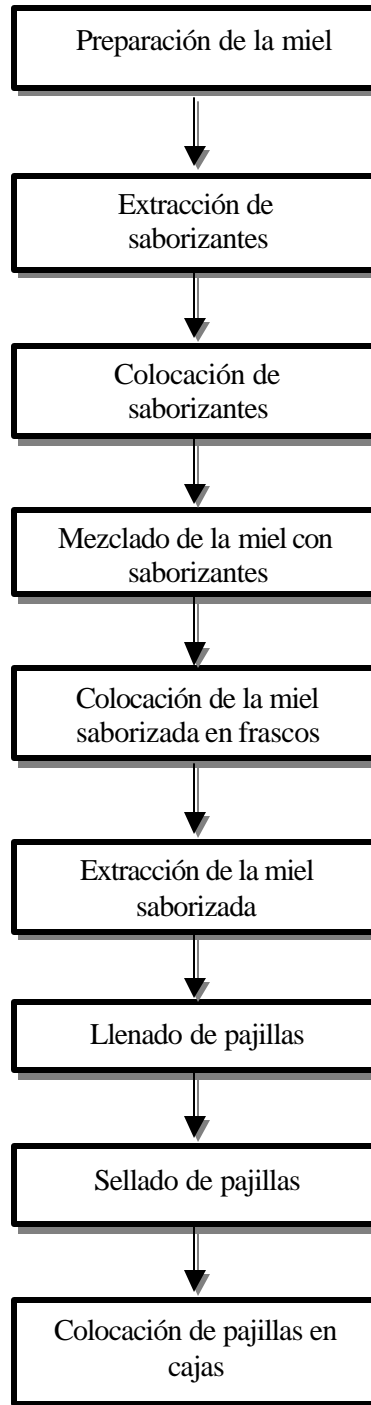 Preparación de la miel
Extracción de
saborizantes
Colocación de
saborizantes
Mezclado de la miel con
saborizantes
Colocación de la miel
saborizada en frascos
Extracción de la miel
saborizada
Llenado de pajillas
Sellado de pajillas
Colocación de pajillas en
cajas